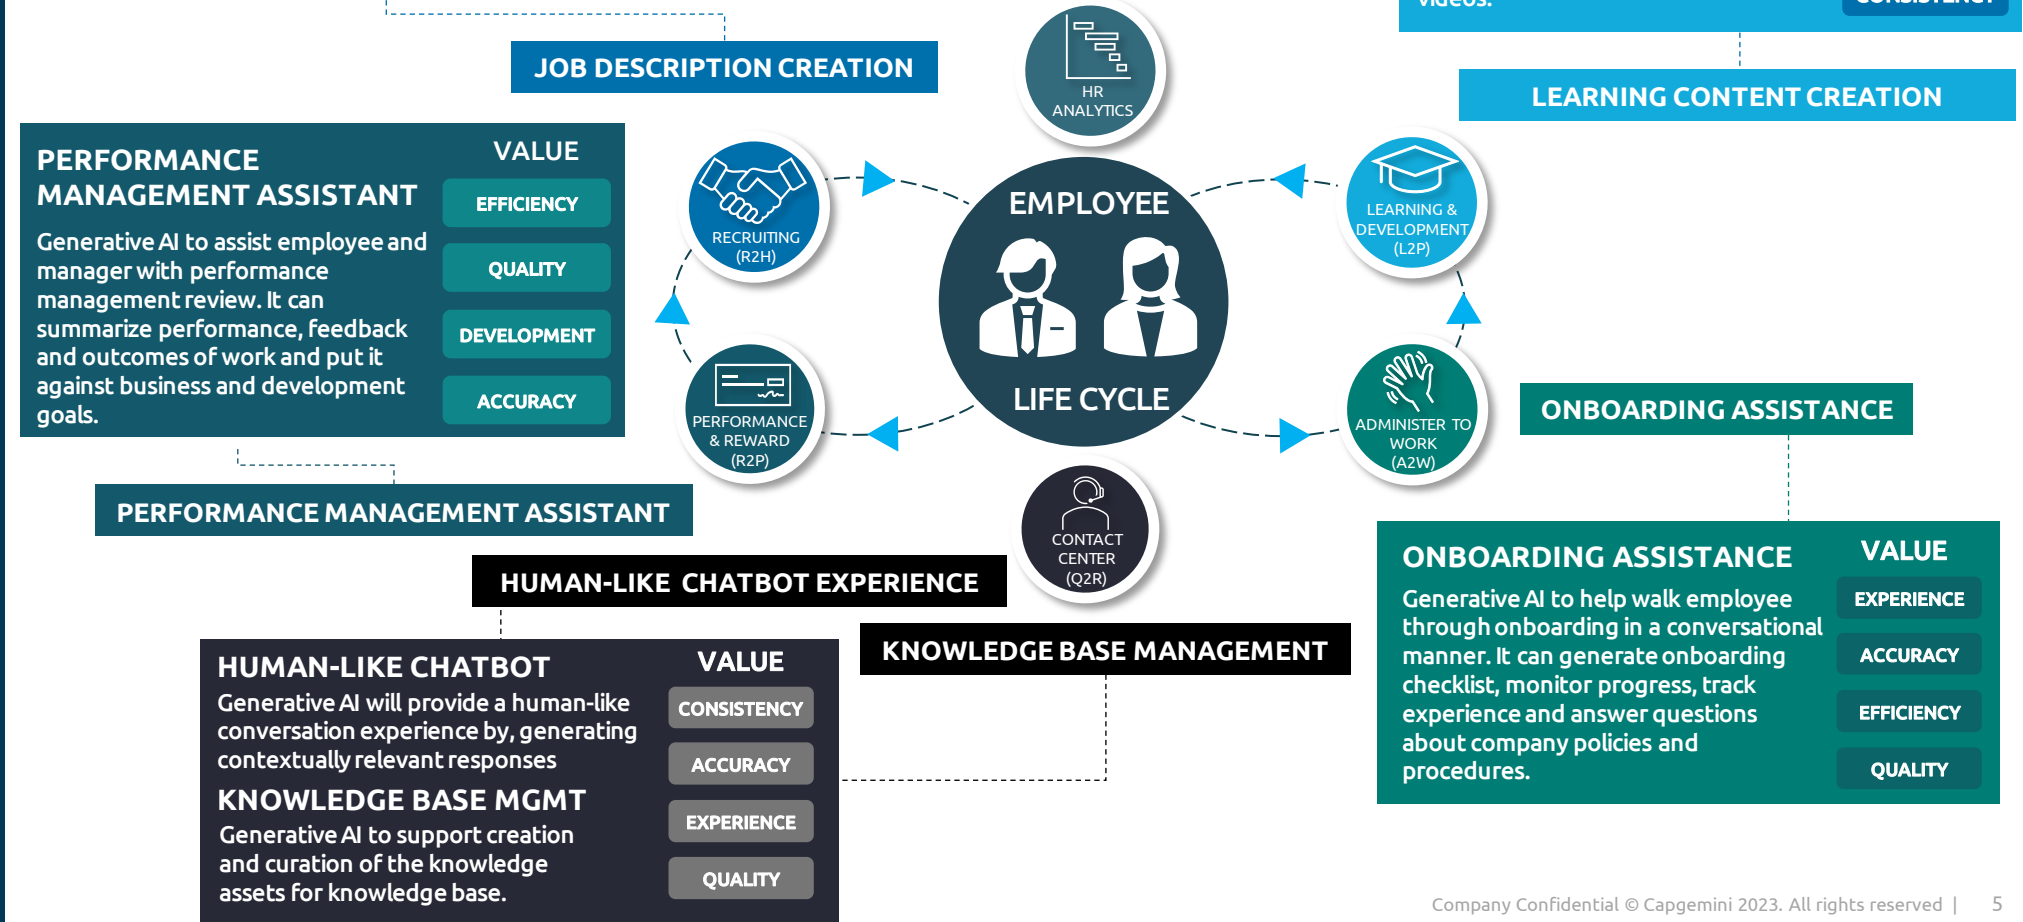 videos.
CONSISTENCY
JOB DESCRIPTION CREATION
HR
ANALYTICS
LEARNING CONTENT CREATION
PERFORMANCE
MANAGEMENT ASSISTANT
Generative AI to assist employee and
manager with performance
management review. It can
summarize performance, feedback
and outcomes of work and put it
against business and development
goals.
VALUE
EFFICIENCY
QUALITY
DEVELOPMENT
ACCURACY
PERFORMANCE MANAGEMENT ASSISTANT
RECRUITING
(R2H)
EMPLOYEE
LIFE CYCLE
LEARNING &
DEVELOPMENT
(L2P)
PERFORMANCE
& REWARD
(R2P)
ADMINISTER TO
WORK
(A2W)
CONTACT
CENTER
(Q2R)
ONBOARDING ASSISTANCE
HUMAN-LIKE CHATBOT EXPERIENCE
KNOWLEDGE BASE MANAGEMENT
HUMAN-LIKE CHATBOT
Generative AI will provide a human-like
conversation experience by, generating
contextually relevant responses
KNOWLEDGE BASE MGMT
Generative AI to support creation
and curation of the knowledge
assets for knowledge base.
VALUE
CONSISTENCY
ACCURACY
EXPERIENCE
QUALITY
ONBOARDING ASSISTANCE
Generative AI to help walk employee
through onboarding in a conversational
manner. It can generate onboarding
checklist, monitor progress, track
experience and answer questions
about company policies and
procedures.
VALUE
EXPERIENCE
ACCURACY
EFFICIENCY
QUALITY
Company Confidential © Capgemini 2023. All rights reserved | 5